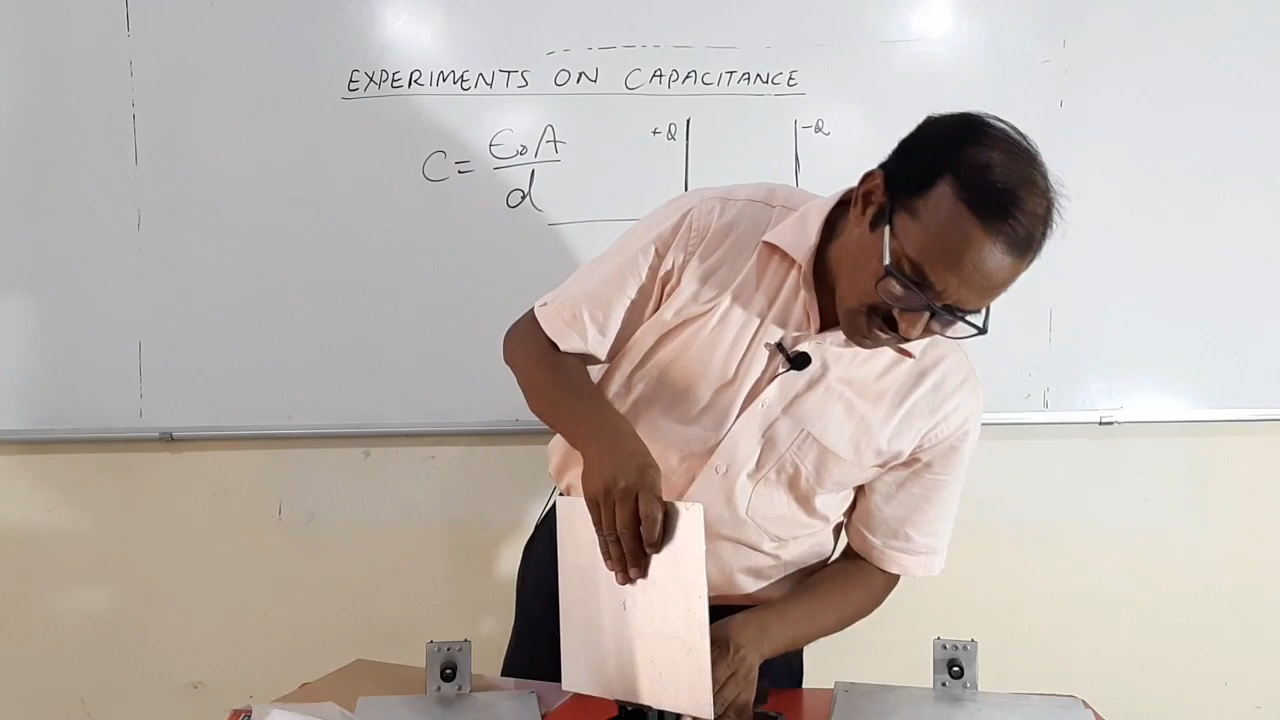 EXPERIMENTS ON CAPACITANCE
C = ε₀A/d
+Q -Q